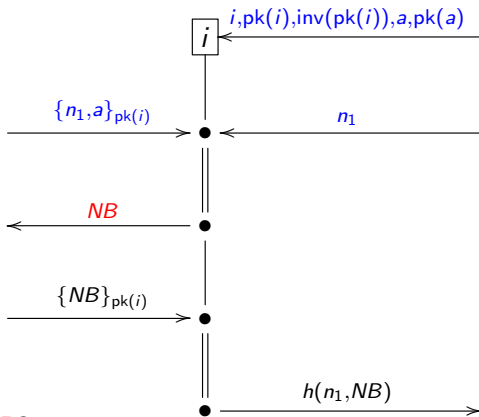 i,pk(i),inv(pk(i)),a,pk(a)
i
{n₁,a}ₚₖ₍ᵢ₎
n₁
NB
{NB}ₚₖ₍ᵢ₎
h(n₁,NB)